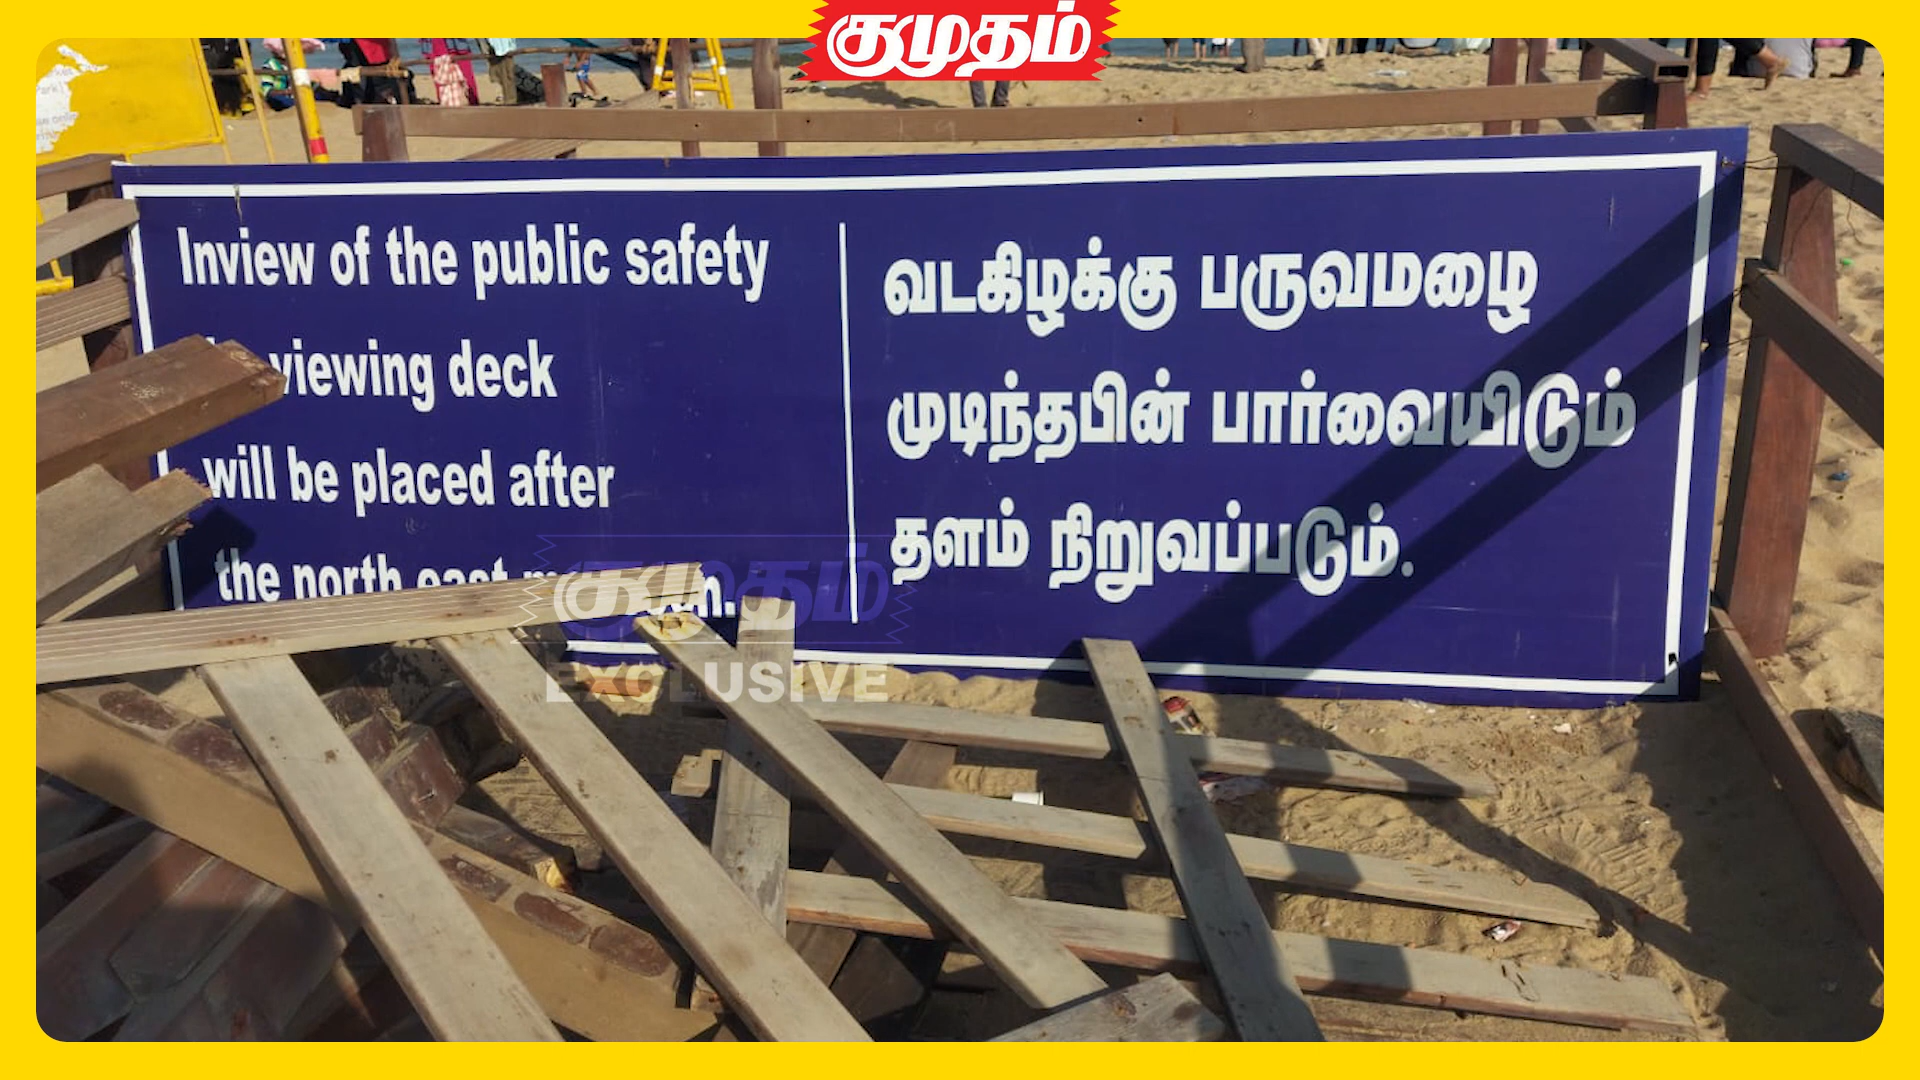 குமுதம்
Inview of the public safety
viewing deck
will be placed after
the north east
வடகிழக்கு பருவமழை
முடிந்தபின் பார்வையிடும்
தளம் நிறுவப்படும்.
குமுதம்
EXCLUSIVE